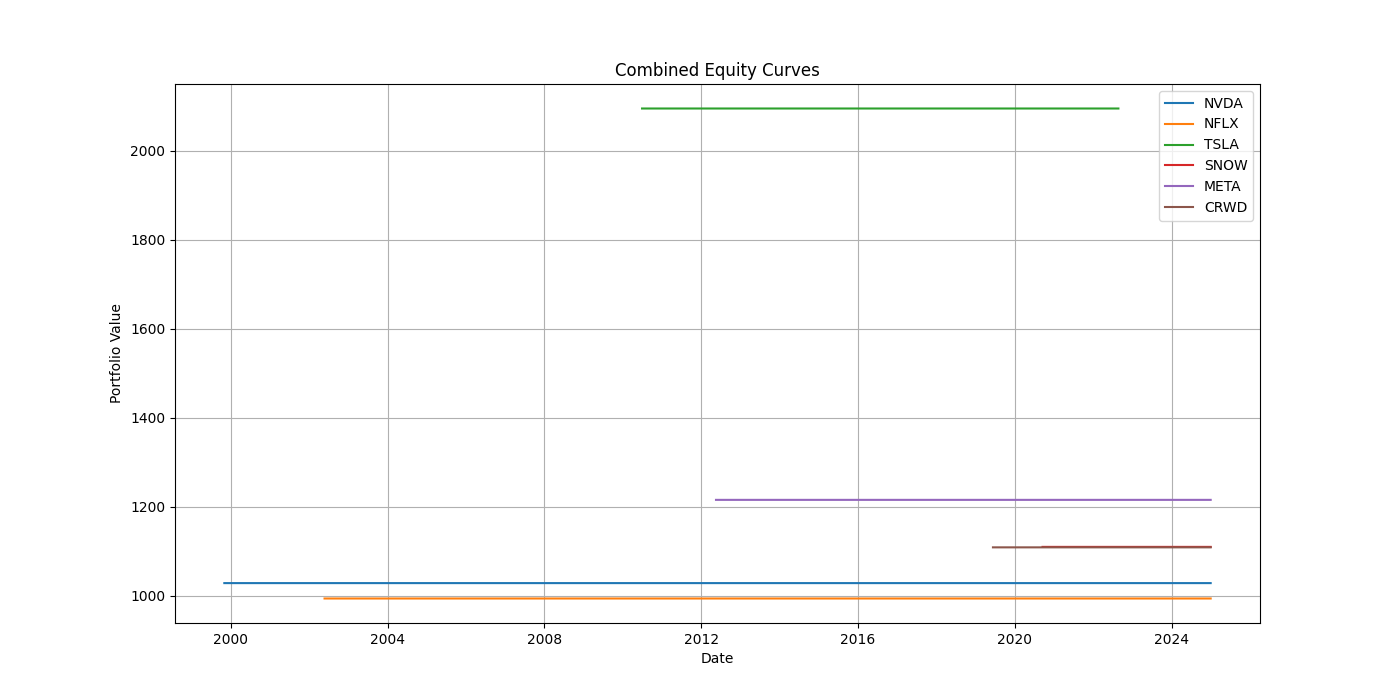 Combined Equity Curves
NVDA
NFLX
TSLA
SNOW
META
CRWD
Portfolio Value
2000
1800
1600
1400
1200
1000
2000 2004 2008 2012 2016 2020 2024
Date